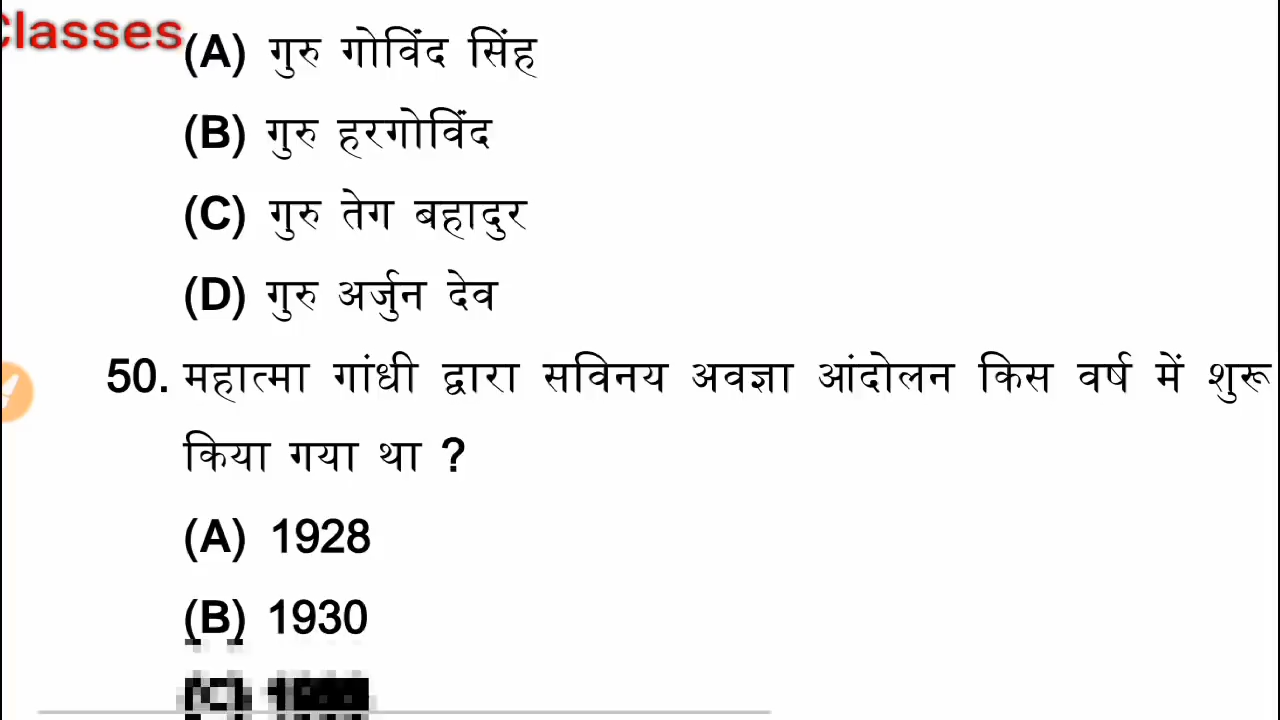 Classes
(A) गुरु गोविंद सिंह
(B) गुरु हरगोविंद
(C) गुरु तेग बहादुर
(D) गुरु अर्जुन देव
50. महात्मा गांधी द्वारा सविनय अवज्ञा आंदोलन किस वर्ष में शुरू
किया गया था ?
(A) 1928
(B) 1930